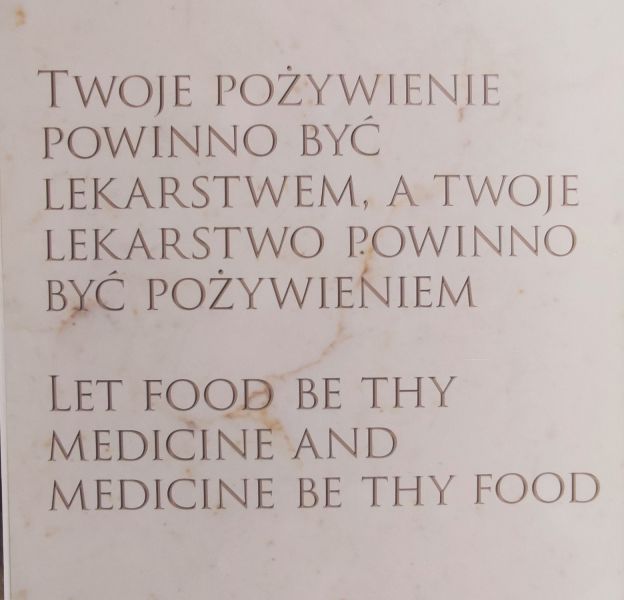 Twoje pożywienie
powinno być
lekarstwem, a twoje
lekarstwo powinno
być pożywieniem
Let food be thy
medicine and
medicine be thy food